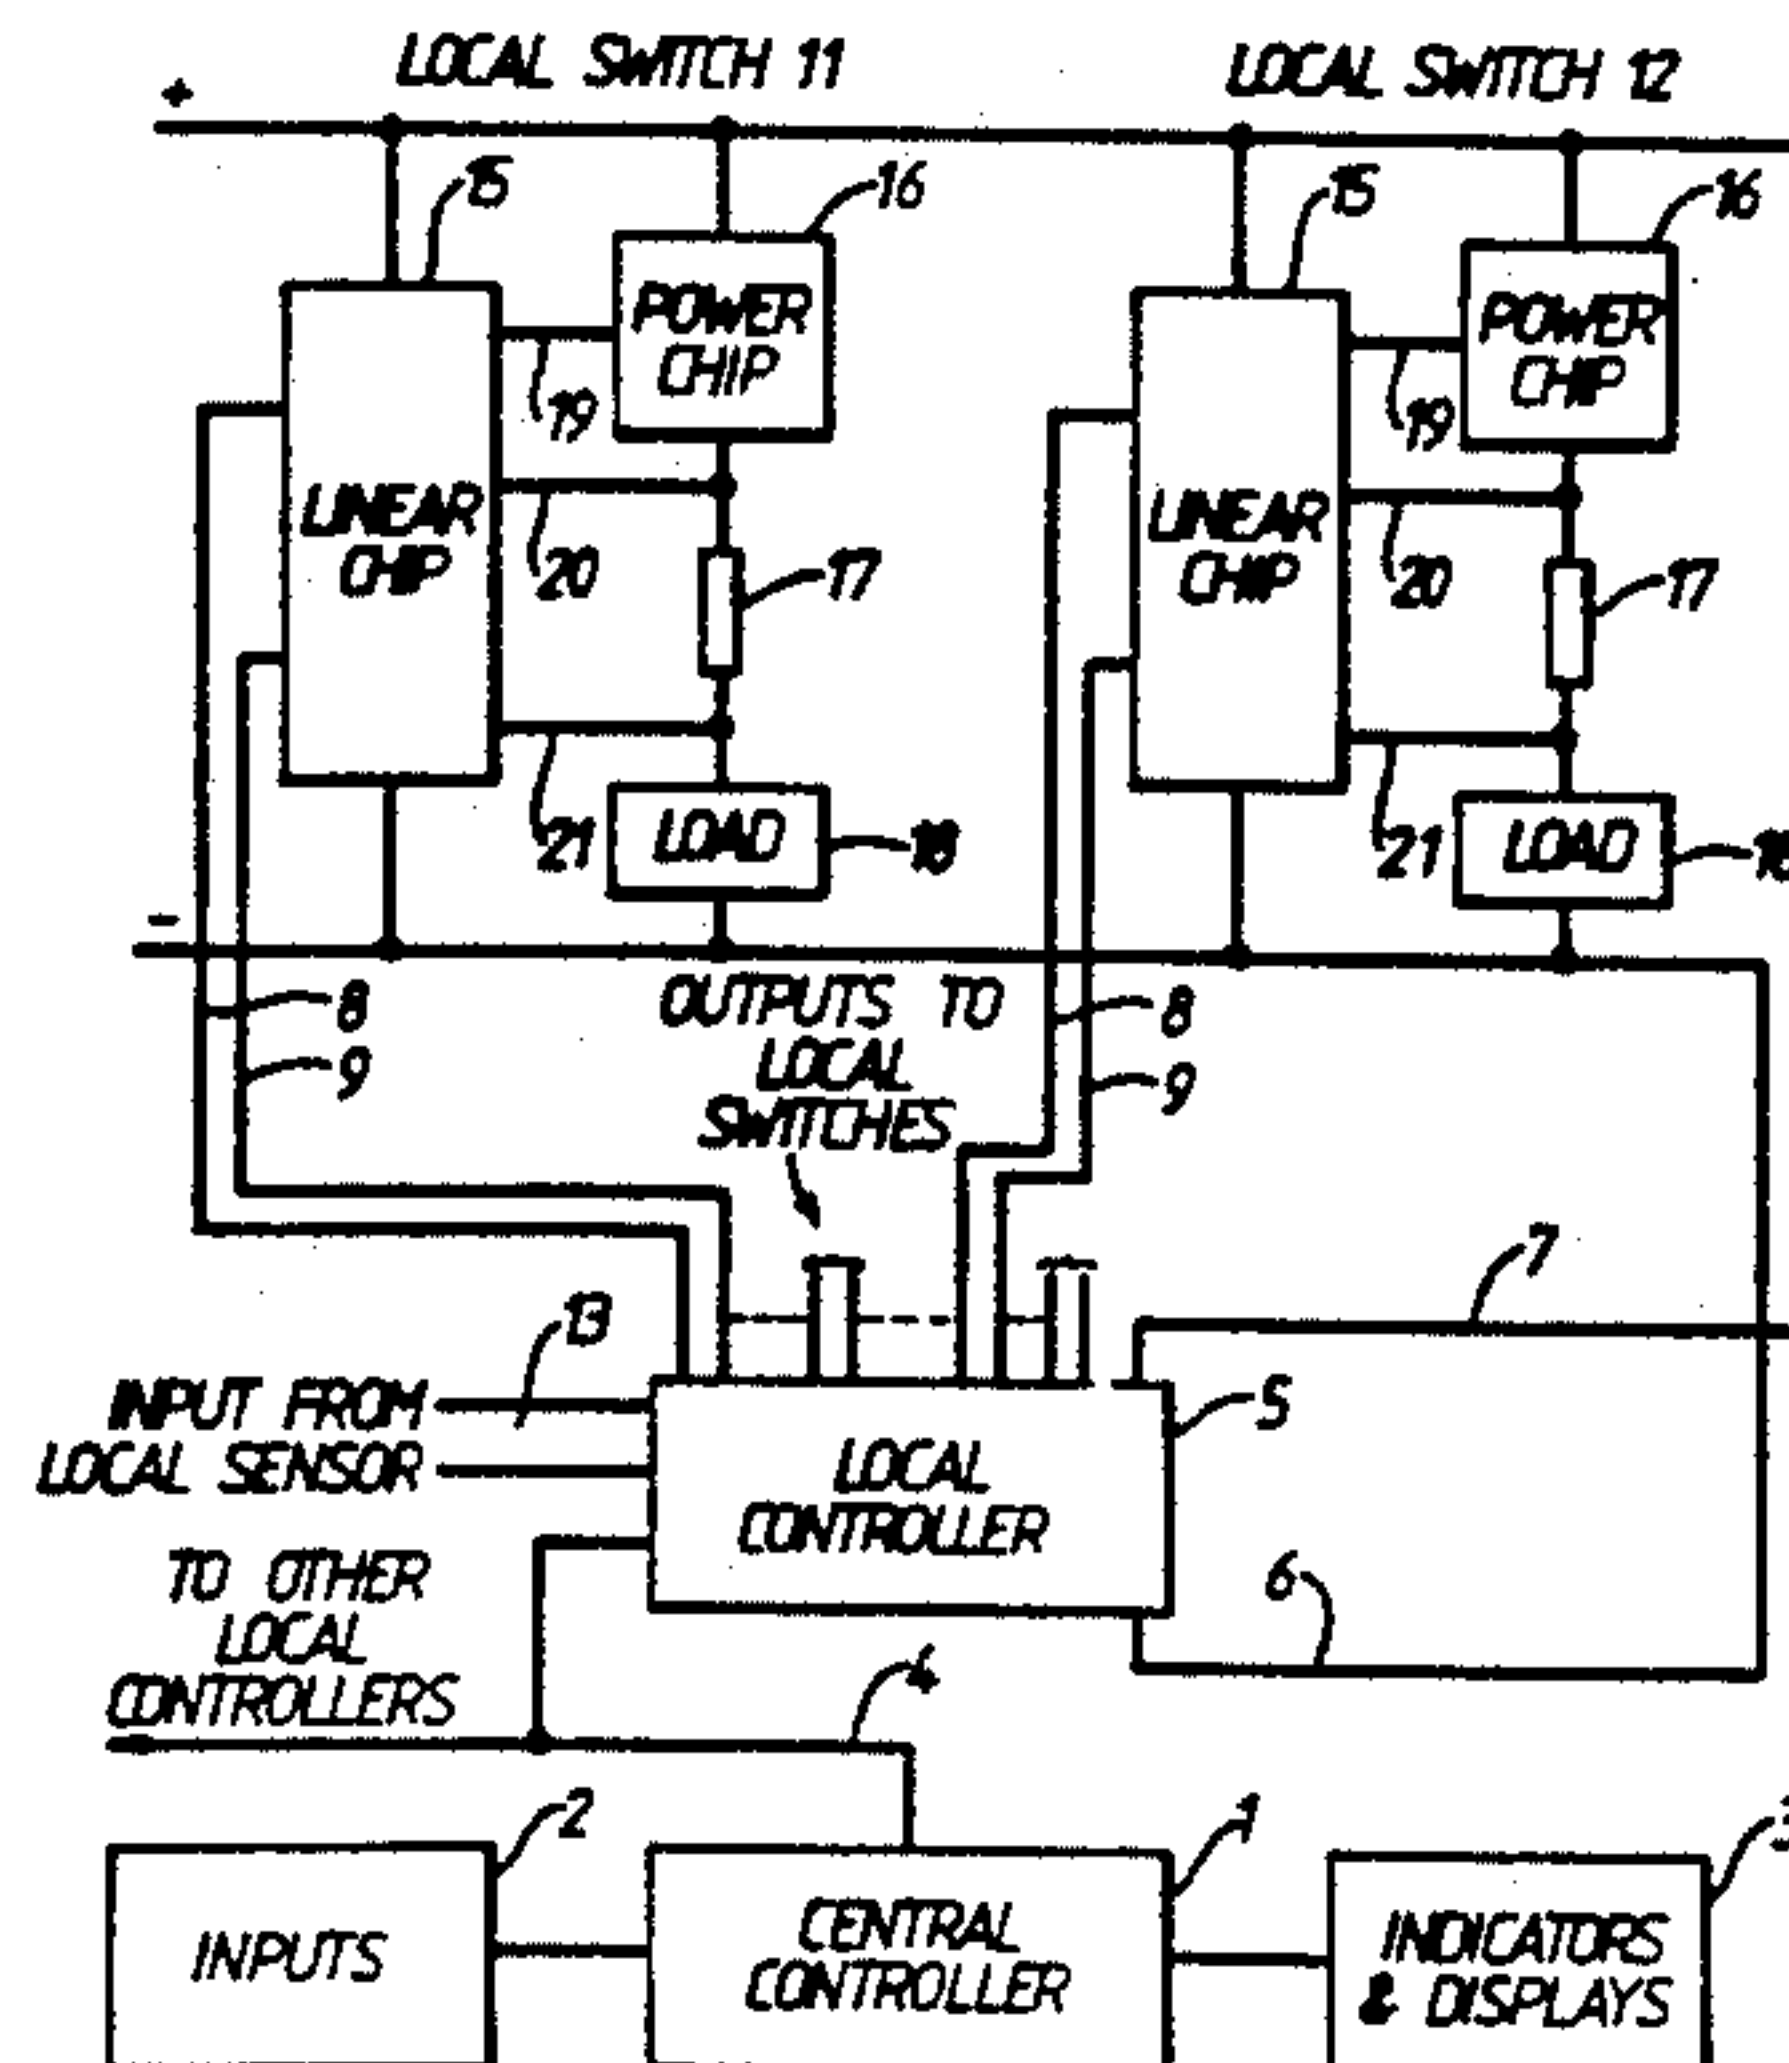 LOCAL SWITCH 11
LOCAL SWITCH 12
+
15
16
15
16
POWER
CHIP
POWER
CHIP
19
19
LINEAR
CHIP
LINEAR
CHIP
20
17
20
17
21
LOAD
18
21
LOAD
-
8
9
OUTPUTS TO
LOCAL
SWITCHES
8
9
7
13
INPUT FROM
LOCAL SENSOR
5
LOCAL
CONTROLLER
TO OTHER
LOCAL
CONTROLLERS
6
4
2
1
INPUTS
CENTRAL
CONTROLLER
INDICATORS
& DISPLAYS